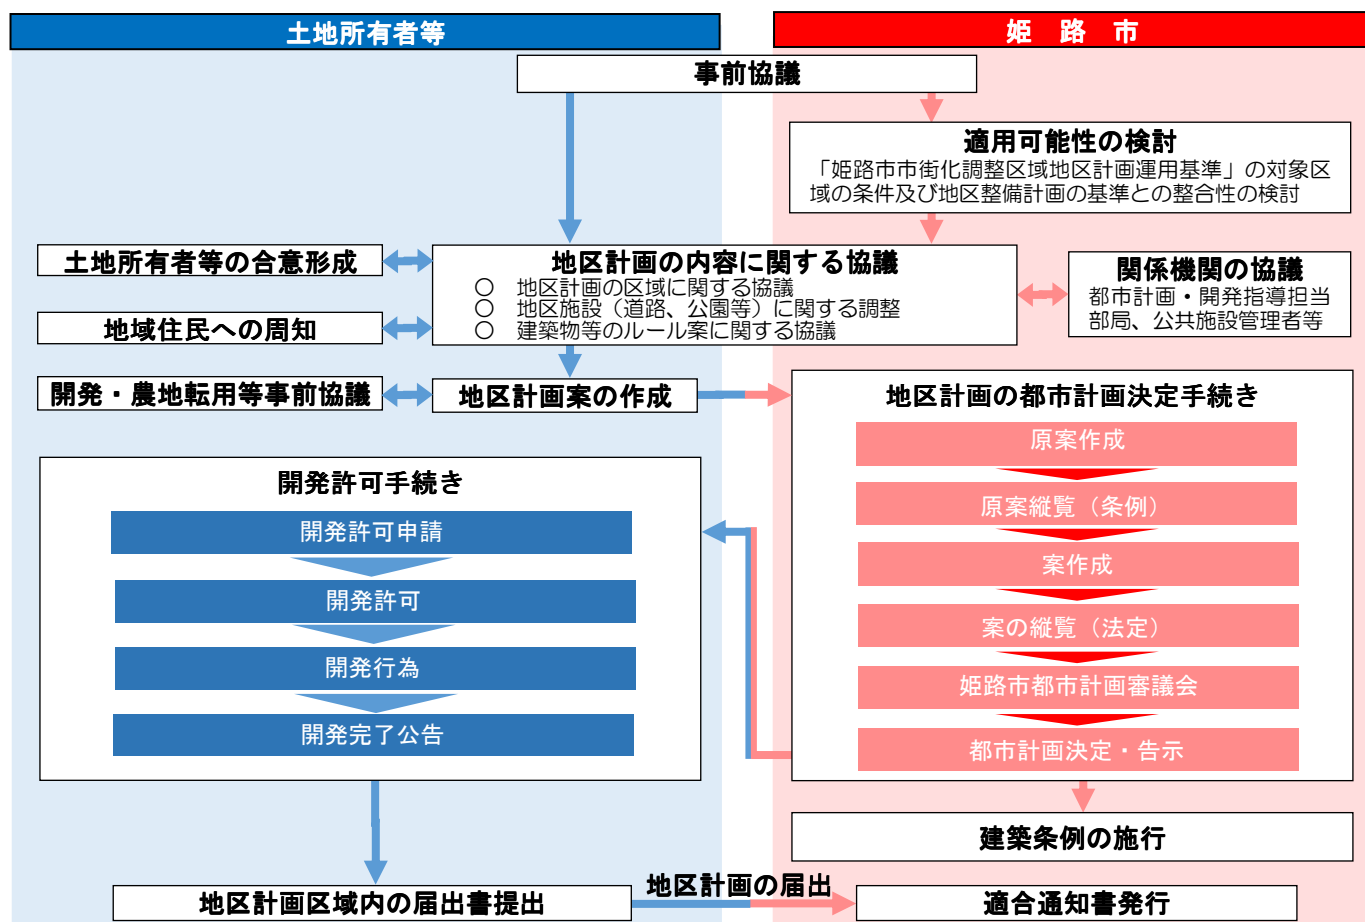 土地所有者等
姫 路 市
事前協議
適用可能性の検討
「姫路市市街化調整区域地区計画運用基準」の対象区
域の条件及び地区整備計画の基準との整合性の検討
土地所有者等の合意形成
地域住民への周知
開発・農地転用等事前協議
地区計画の内容に関する協議
○ 地区計画の区域に関する協議
○ 地区施設（道路、公園等）に関する調整
○ 建築物等のルール案に関する協議
関係機関の協議
都市計画・開発指導担当
部局、公共施設管理者等
地区計画案の作成
地区計画の都市計画決定手続き
原案作成
原案縦覧（条例）
案作成
案の縦覧（法定）
姫路市都市計画審議会
都市計画決定・告示
開発許可手続き
開発許可申請
開発許可
開発行為
開発完了公告
建築条例の施行
地区計画区域内の届出書提出
地区計画の届出
適合通知書発行